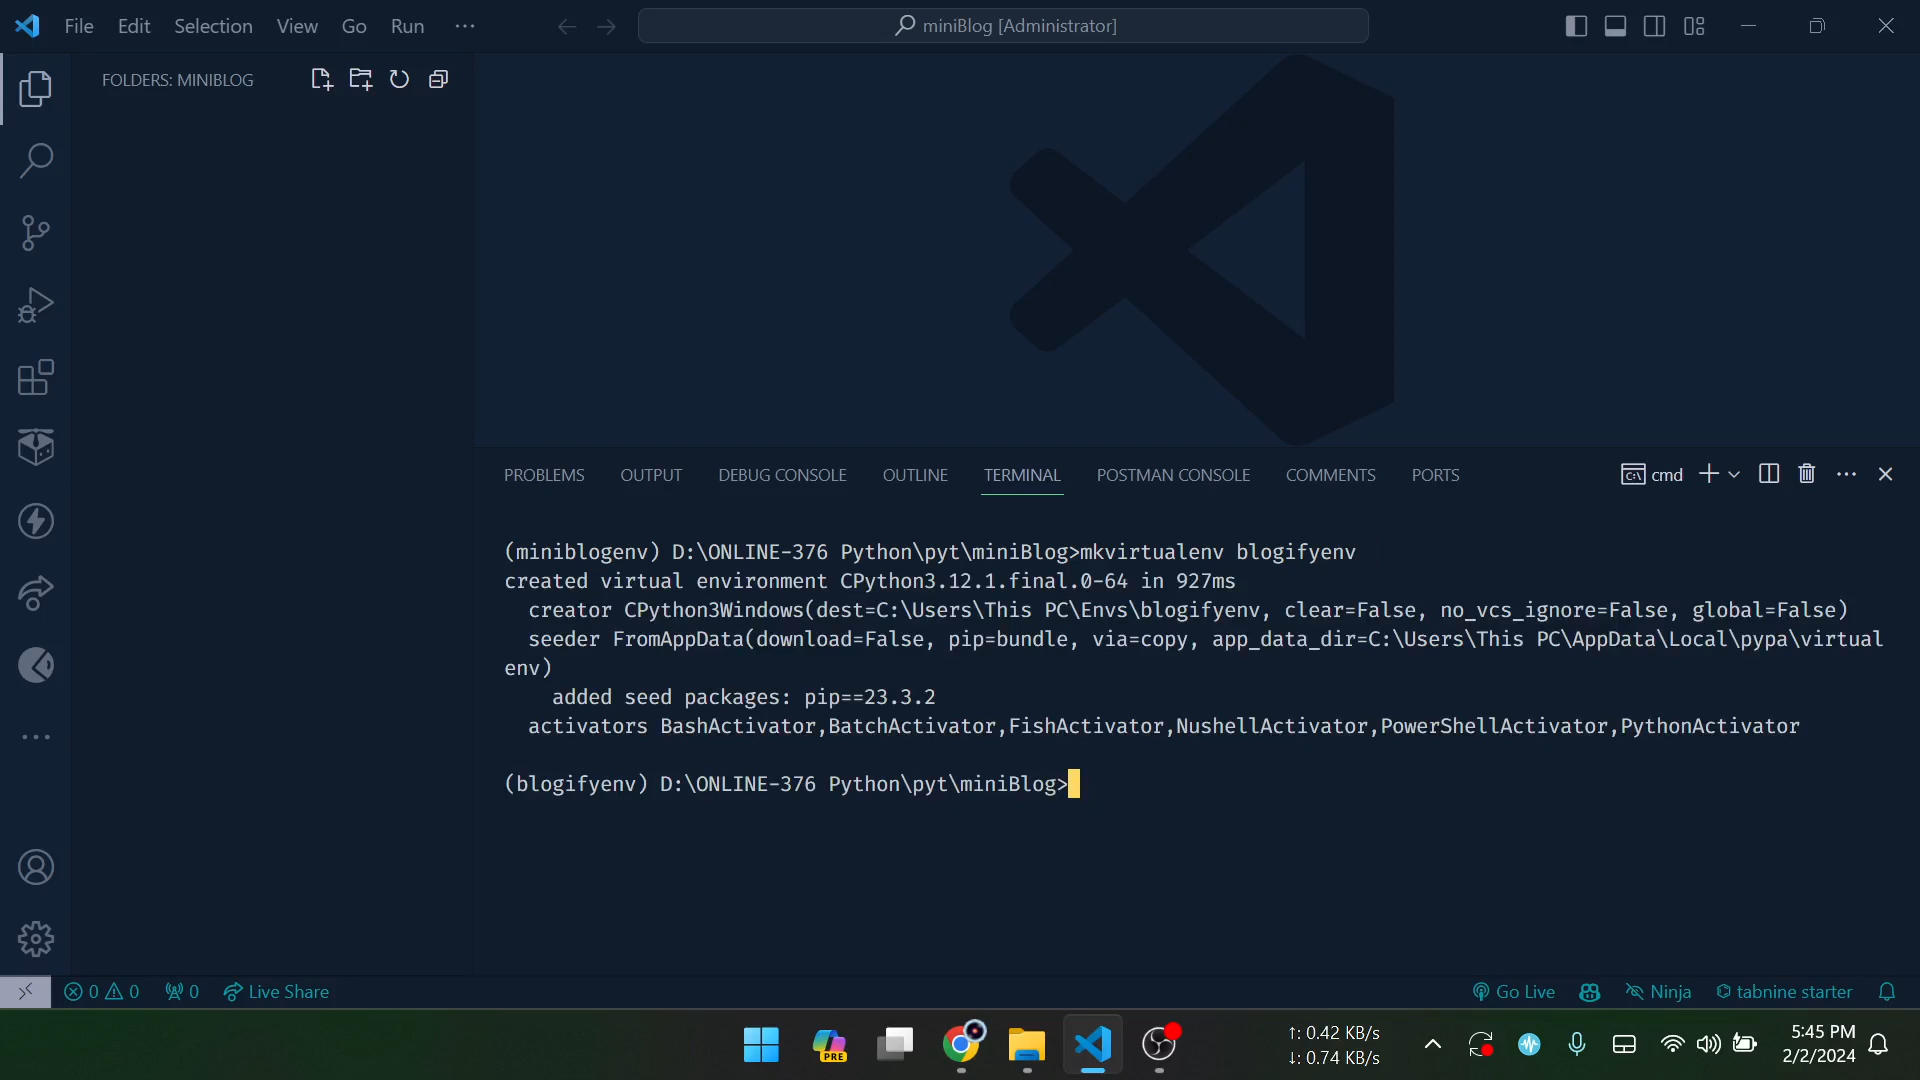 File Edit Selection View Go Run ···
miniBlog [Administrator]
FOLDERS: MINIBLOG
PROBLEMS OUTPUT DEBUG CONSOLE OUTLINE TERMINAL POSTMAN CONSOLE COMMENTS PORTS
cmd
(miniblogenv) D:\ONLINE-376 Python\pyt\miniBlog>mkvirtualenv blogifyenv
created virtual environment CPython3.12.1.final.0-64 in 927ms
creator CPython3Windows(dest=C:\Users\This PC\Envs\blogifyenv, clear=False, no_vcs_ignore=False, global=False)
seeder FromAppData(download=False, pip=bundle, via=copy, app_data_dir=C:\Users\This PC\AppData\Local\pypa\virtual
env)
added seed packages: pip==23.3.2
activators BashActivator,BatchActivator,FishActivator,NushellActivator,PowerShellActivator,PythonActivator
(blogifyenv) D:\ONLINE-376 Python\pyt\miniBlog>
0 0 0 Live Share
Go Live Ninja tabnine starter
PRE
↑: 0.42 KB/s
↓: 0.74 KB/s
5:45 PM
2/2/2024